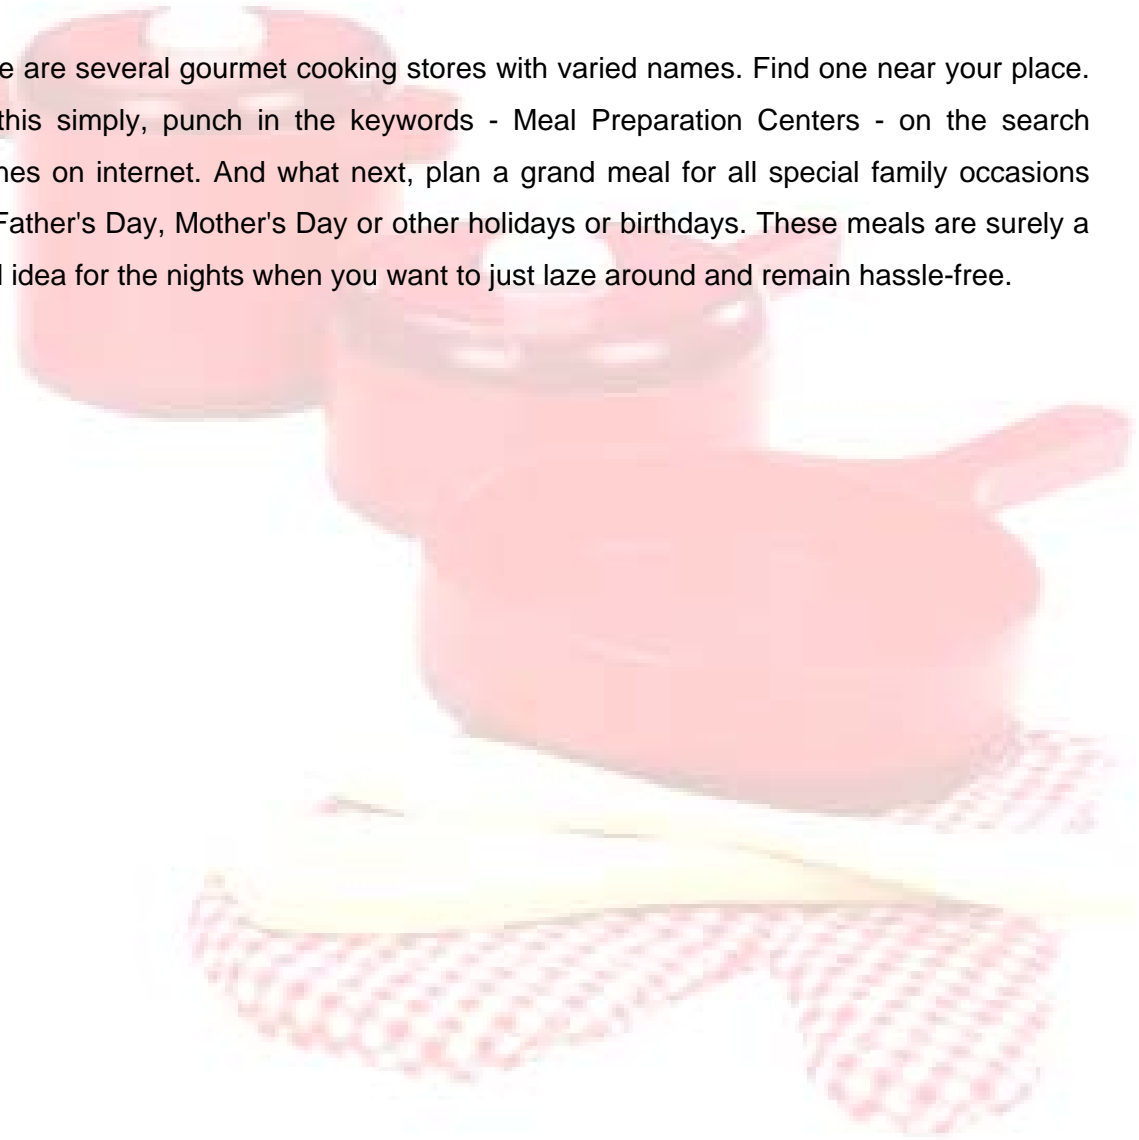 e are several gourmet cooking stores with varied names. Find one near your place.
this simply, punch in the keywords - Meal Preparation Centers - on the search
nes on internet. And what next, plan a grand meal for all special family occasions
Father's Day, Mother's Day or other holidays or birthdays. These meals are surely a
l idea for the nights when you want to just laze around and remain hassle-free.